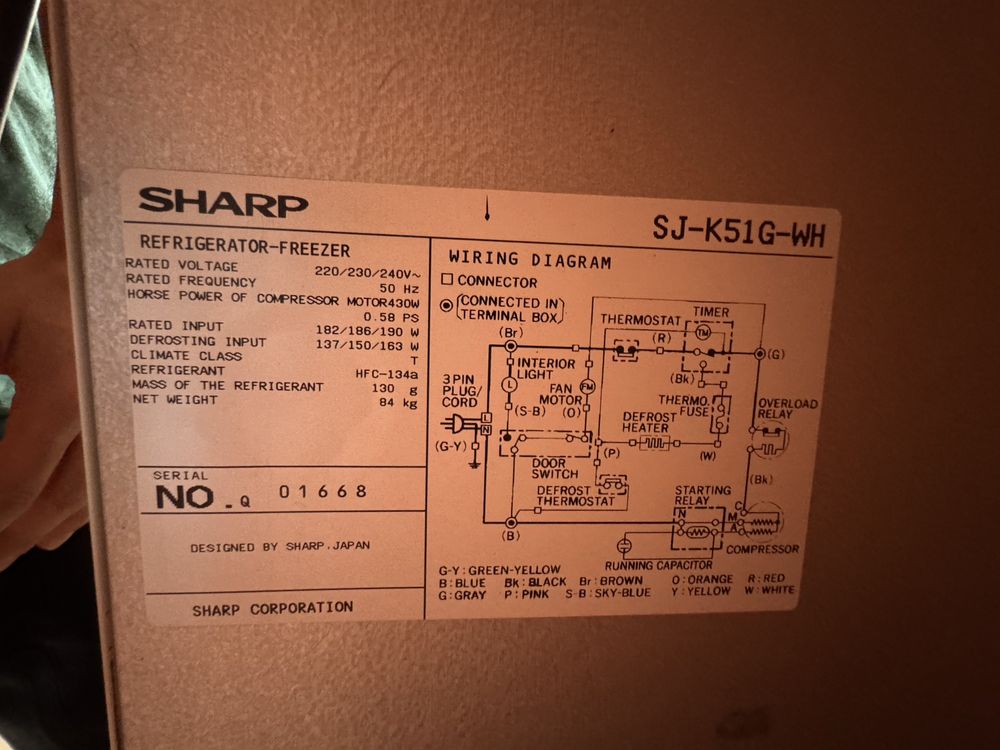 SHARP
SJ-K51G-WH
REFRIGERATOR-FREEZER
RATED VOLTAGE 220/230/240V~
RATED FREQUENCY 50 Hz
HORSE POWER OF COMPRESSOR MOTOR430W
0.58 PS
RATED INPUT 182/186/190 W
DEFROSTING INPUT 137/150/163 W
CLIMATE CLASS T
REFRIGERANT HFC-134a
MASS OF THE REFRIGERANT 130 g
NET WEIGHT 84 kg
SERIAL
NO.Q 01668
DESIGNED BY SHARP.JAPAN
SHARP CORPORATION
WIRING DIAGRAM
CONNECTOR
(CONNECTED IN
TERMINAL BOX)
(Br)
THERMOSTAT
(R)
TIMER
TM
(G)
INTERIOR
LIGHT
L
(S-B)
FAN
MOTOR
(O)
FM
(Bk)
THERMO.
FUSE
3PIN
PLUG/
CORD
L
N
(G-Y)
DEFROST
HEATER
(P)
(W)
OVERLOAD
RELAY
DOOR
SWITCH
DEFROST
THERMOSTAT
(Bk)
STARTING
RELAY
N
C
M
A
(B)
COMPRESSOR
RUNNING CAPACITOR
G-Y:GREEN-YELLOW
B:BLUE Bk:BLACK Br:BROWN O:ORANGE R:RED
G:GRAY P:PINK S-B:SKY-BLUE Y:YELLOW W:WHITE